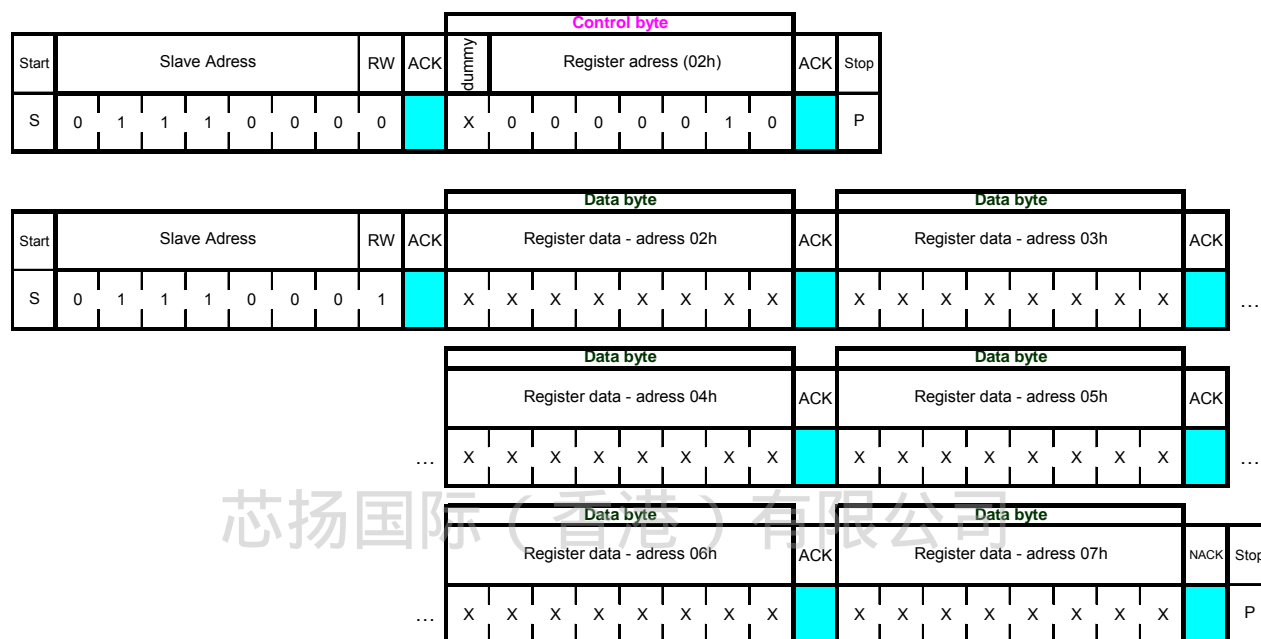 Control byte
Start Slave Adress RW ACK dummy Register adress (02h) ACK Stop
S 0 1 1 1 0 0 0 0 X 0 0 0 0 0 1 0 P
Data byte Data byte
Start Slave Adress RW ACK Register data - adress 02h ACK Register data - adress 03h ACK
S 0 1 1 1 0 0 0 1 X X X X X X X X X X X X X X X X ...
Data byte Data byte
Register data - adress 04h ACK Register data - adress 05h ACK
... X X X X X X X X X X X X X X X X ...
芯扬国际（香港）有限公司
Data byte Data byte
Register data - adress 06h ACK Register data - adress 07h NACK Stop
... X X X X X X X X X X X X X X X X P